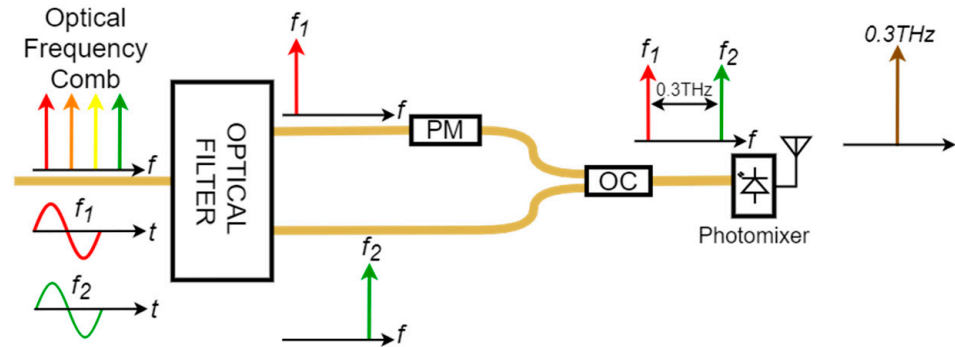 Optical
Frequency
Comb
f
f1
t
f2
t
OPTICAL
FILTER
f1
f
PM
f2
f
OC
f1
f2
0.3THz
f
Photomixer
0.3THz